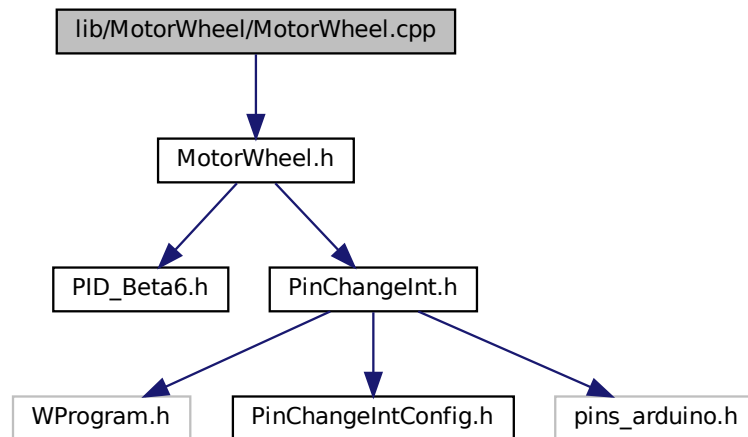 lib/MotorWheel/MotorWheel.cpp
MotorWheel.h
PID_Beta6.h
PinChangeInt.h
WProgram.h
PinChangeIntConfig.h
pins_arduino.h